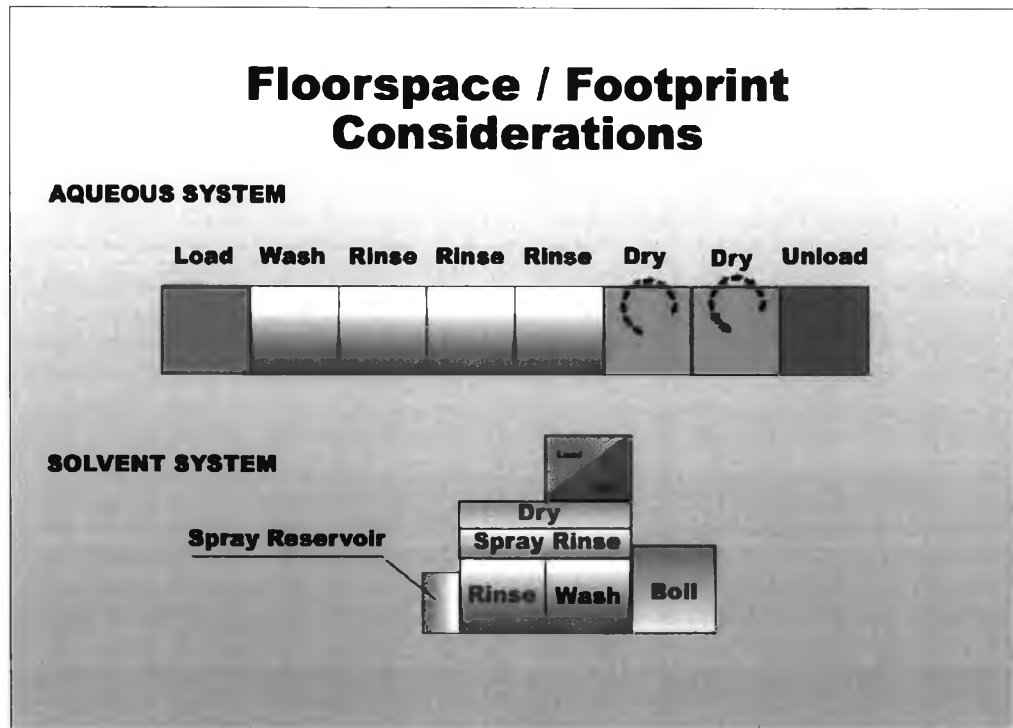 Floorspace / Footprint
Considerations
AQUEOUS SYSTEM
Load Wash Rinse Rinse Rinse Dry Dry Unload
SOLVENT SYSTEM
Load
Dry
Spray Reservoir
Spray Rinse
Rinse Wash Boil